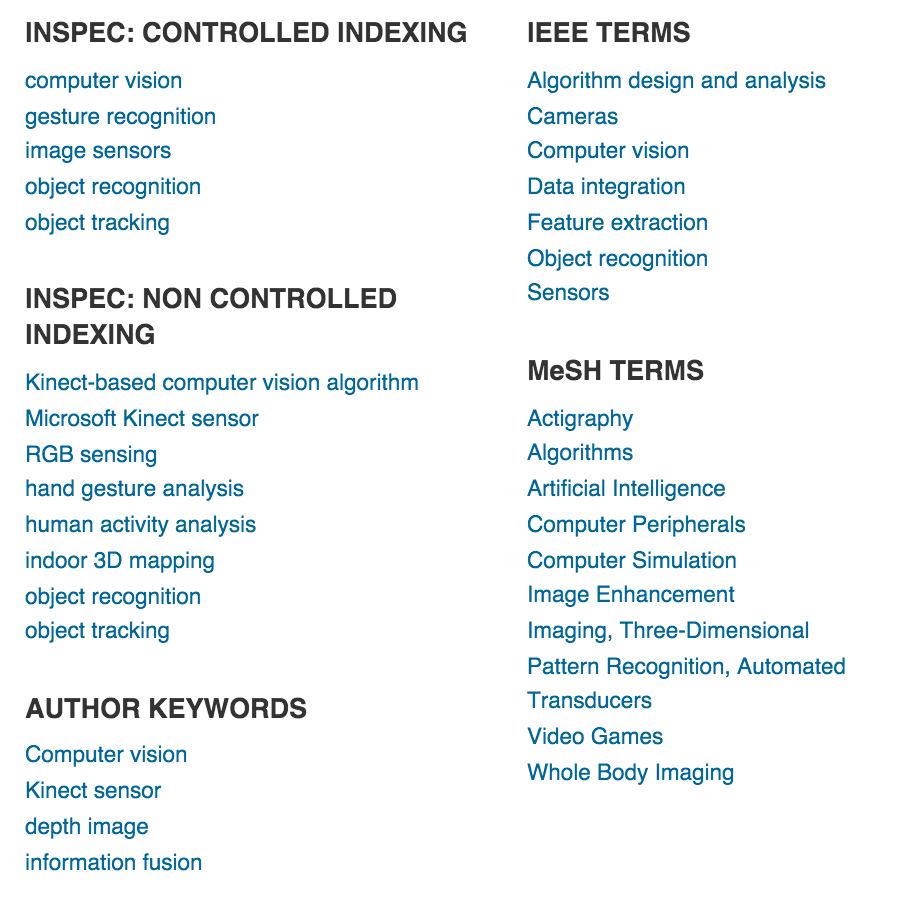 INSPEC: CONTROLLED INDEXING
computer vision
gesture recognition
image sensors
object recognition
object tracking
INSPEC: NON CONTROLLED
INDEXING
Kinect-based computer vision algorithm
Microsoft Kinect sensor
RGB sensing
hand gesture analysis
human activity analysis
indoor 3D mapping
object recognition
object tracking
AUTHOR KEYWORDS
Computer vision
Kinect sensor
depth image
information fusion
IEEE TERMS
Algorithm design and analysis
Cameras
Computer vision
Data integration
Feature extraction
Object recognition
Sensors
MeSH TERMS
Actigraphy
Algorithms
Artificial Intelligence
Computer Peripherals
Computer Simulation
Image Enhancement
Imaging, Three-Dimensional
Pattern Recognition, Automated
Transducers
Video Games
Whole Body Imaging